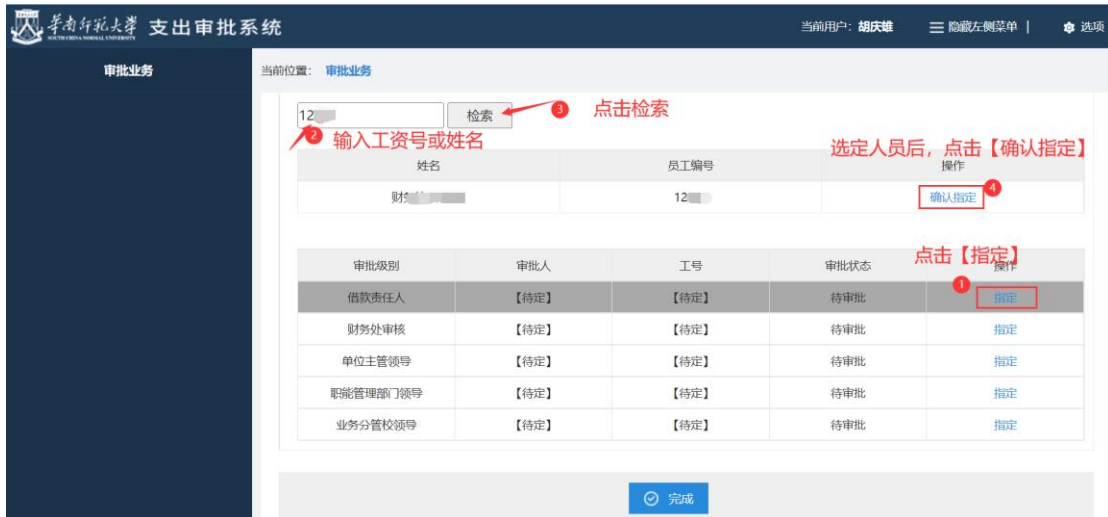 华南师范大学 支出审批系统 当前用户：胡庆雄 隐藏左侧菜单 | 选项
SOUTH CHINA NORMAL UNIVERSITY
审批业务 当前位置： 审批业务
12 检索 3 点击检索
2 输入工资号或姓名
选定人员后，点击【确认指定】
姓名 员工编号 操作
财务 12 确认指定 4
点击【指定】
审批级别 审批人 工号 审批状态 操作
借款责任人 【待定】 【待定】 待审批 1 指定
财务处审核 【待定】 【待定】 待审批 指定
单位主管领导 【待定】 【待定】 待审批 指定
职能管理部门领导 【待定】 【待定】 待审批 指定
业务分管校领导 【待定】 【待定】 待审批 指定
完成